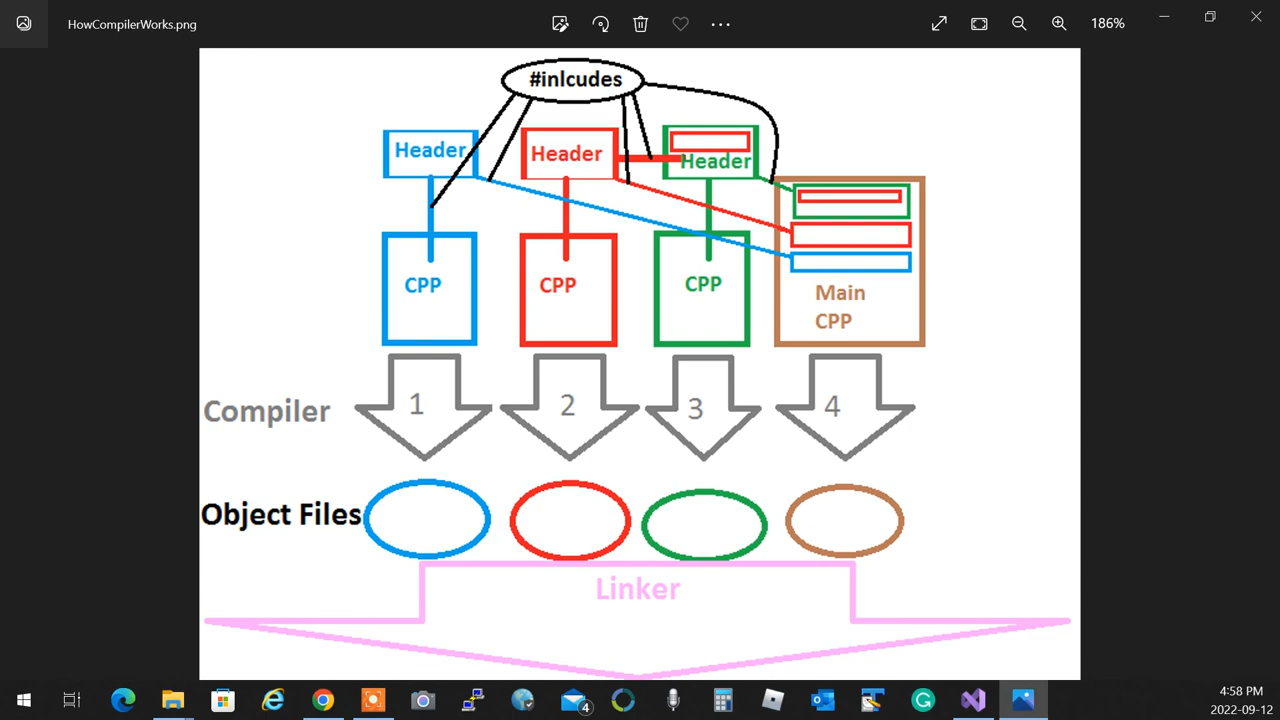 HowCompilerWorks.png
186%
#inlcudes
Header
Header
Header
CPP
CPP
CPP
Main
CPP
Compiler
1
2
3
4
Object Files
Linker
4
4:58 PM
2022-09-12